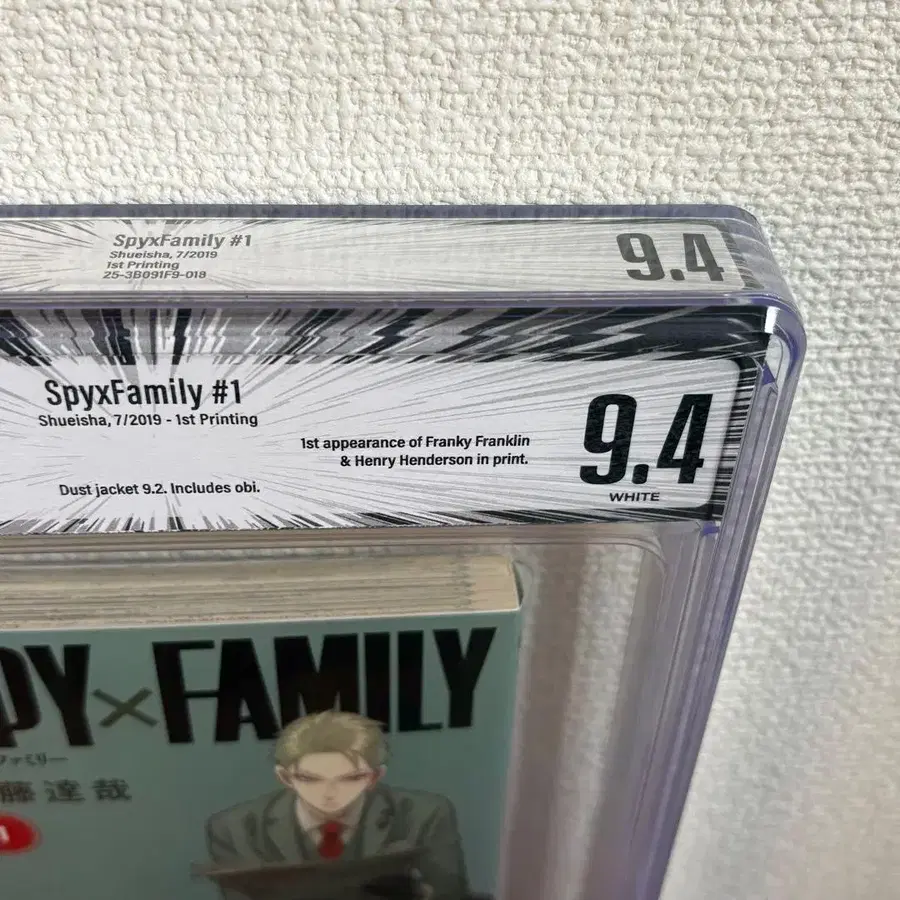 SpyxFamily #1
Shueisha, 7/2019
1st Printing
25-3B091F9-018
9.4
SpyxFamily #1
Shueisha, 7/2019 - 1st Printing
1st appearance of Franky Franklin
& Henry Henderson in print.
Dust jacket 9.2. Includes obi.
9.4
WHITE
PY×FAMILY
ファミリー
藤達哉
1